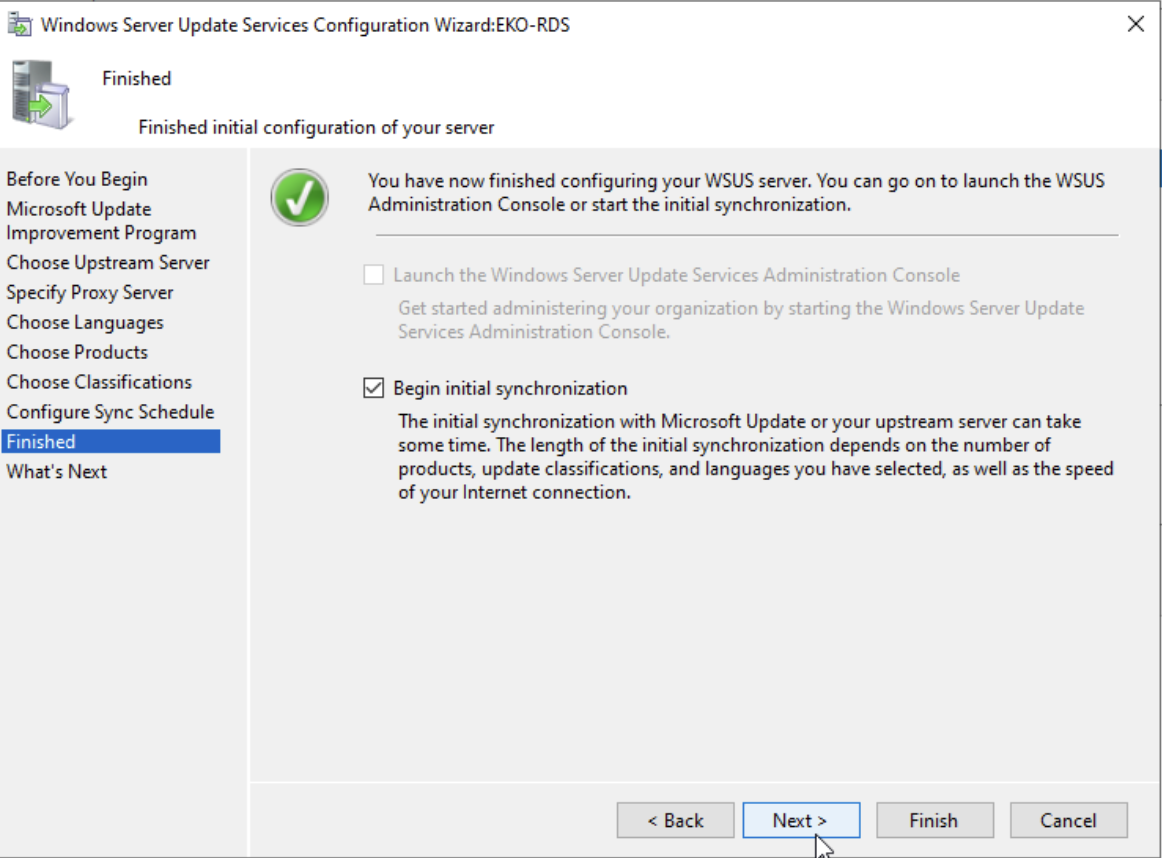 Windows Server Update Services Configuration Wizard:EKO-RDS
Finished
Finished initial configuration of your server
Before You Begin
Microsoft Update
Improvement Program
Choose Upstream Server
Specify Proxy Server
Choose Languages
Choose Products
Choose Classifications
Configure Sync Schedule
Finished
What's Next
You have now finished configuring your WSUS server. You can go on to launch the WSUS
Administration Console or start the initial synchronization.
Launch the Windows Server Update Services Administration Console
Get started administering your organization by starting the Windows Server Update
Services Administration Console.
Begin initial synchronization
The initial synchronization with Microsoft Update or your upstream server can take
some time. The length of the initial synchronization depends on the number of
products, update classifications, and languages you have selected, as well as the speed
of your Internet connection.
< Back
Next >
Finish
Cancel